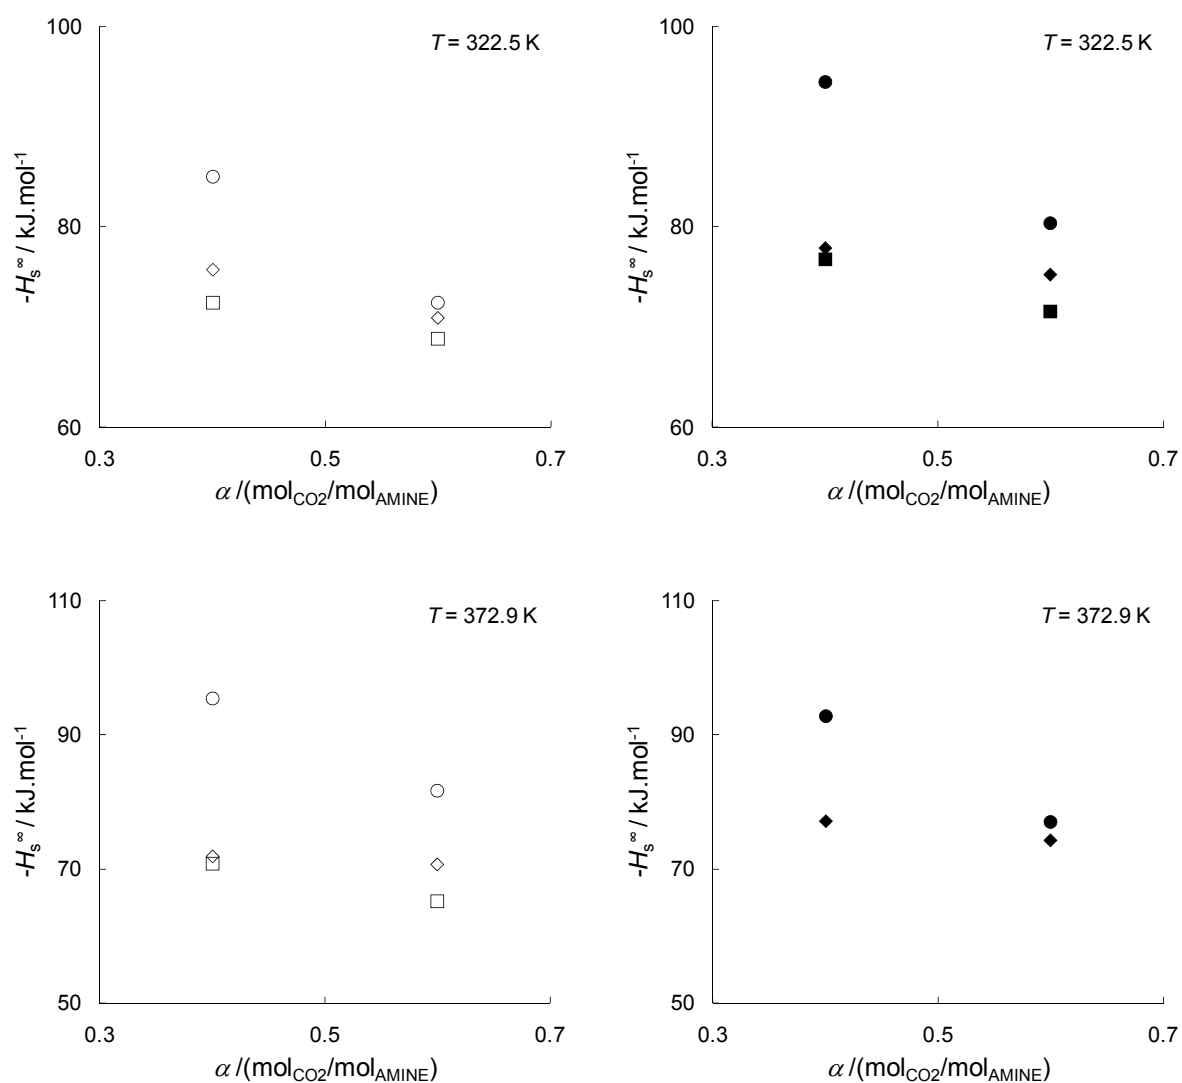 100
T = 322.5 K
80
60
-Hs∞ / kJ.mol-1
0.3
0.5
0.7
α /(molCO2/molAMINE)
100
T = 322.5 K
80
60
-Hs∞ / kJ.mol-1
0.3
0.5
0.7
α /(molCO2/molAMINE)
110
T = 372.9 K
90
70
50
-Hs∞ / kJ.mol-1
0.3
0.5
0.7
α /(molCO2/molAMINE)
110
T = 372.9 K
90
70
50
-Hs∞ / kJ.mol-1
0.3
0.5
0.7
α /(molCO2/molAMINE)